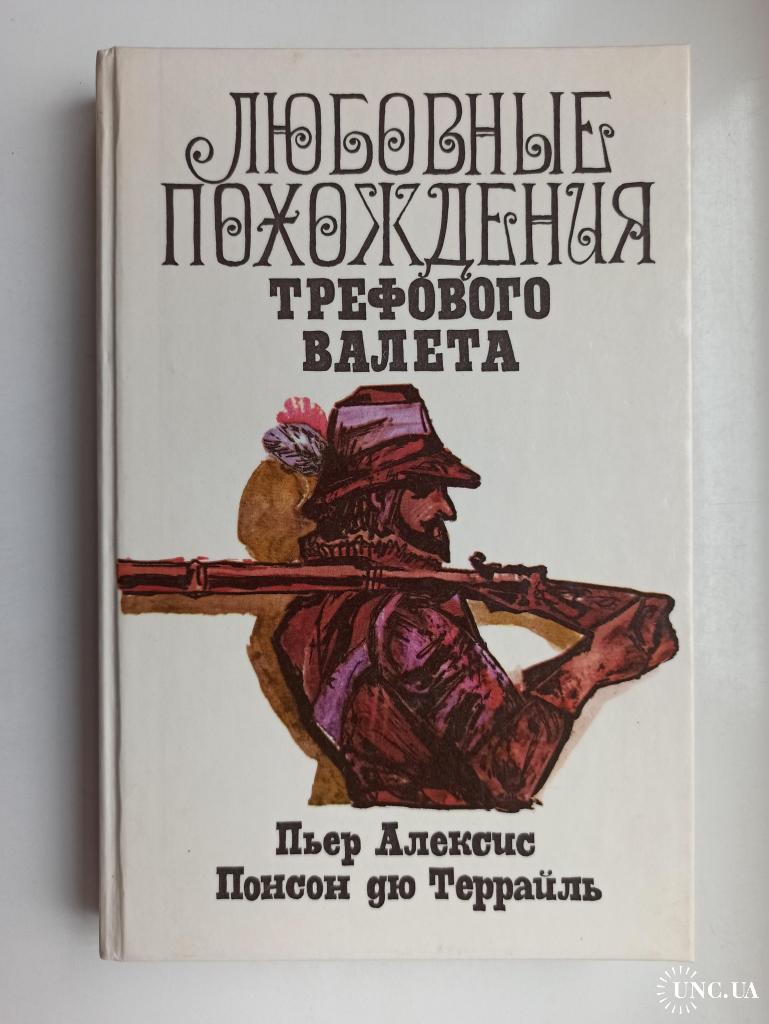 ЛЮБОВНЫЕ
ПОХОЖДЕНИЯ
ТРЕФОВОГО
ВАЛЕТА
Пьер Алексис
Понсон дю Террайль
UNC.UA